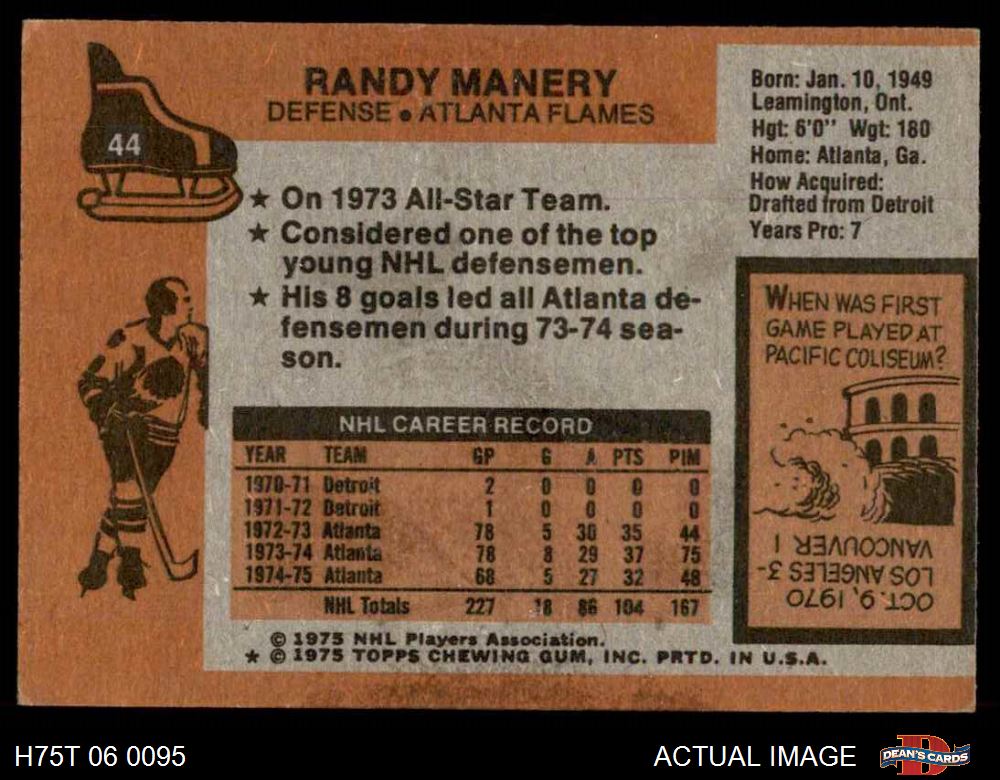 44
RANDY MANERY
DEFENSE • ATLANTA FLAMES
Born: Jan. 10, 1949
Leamington, Ont.
Hgt: 6'0" Wgt: 180
Home: Atlanta, Ga.
How Acquired:
Drafted from Detroit
Years Pro: 7
★ On 1973 All-Star Team.
★ Considered one of the top
young NHL defensemen.
★ His 8 goals led all Atlanta de-
fensemen during 73-74 sea-
son.
NHL CAREER RECORD
YEAR TEAM GP G A PTS PIM
1970-71 Detroit 2 0 0 0 0
1971-72 Detroit 1 0 0 0 0
1972-73 Atlanta 78 5 30 35 44
1973-74 Atlanta 78 8 29 37 75
1974-75 Atlanta 68 5 27 32 48
NHL Totals 227 18 86 104 167
WHEN WAS FIRST
GAME PLAYED AT
PACIFIC COLISEUM?
OCT. 9, 1970
LOS ANGELES 3-
VANCOUVER 1
© 1975 NHL Players Association.
★ © 1975 TOPPS CHEWING GUM, INC. PRTD. IN U.S.A.
H75T 06 0095
ACTUAL IMAGE
DEAN'S CARDS